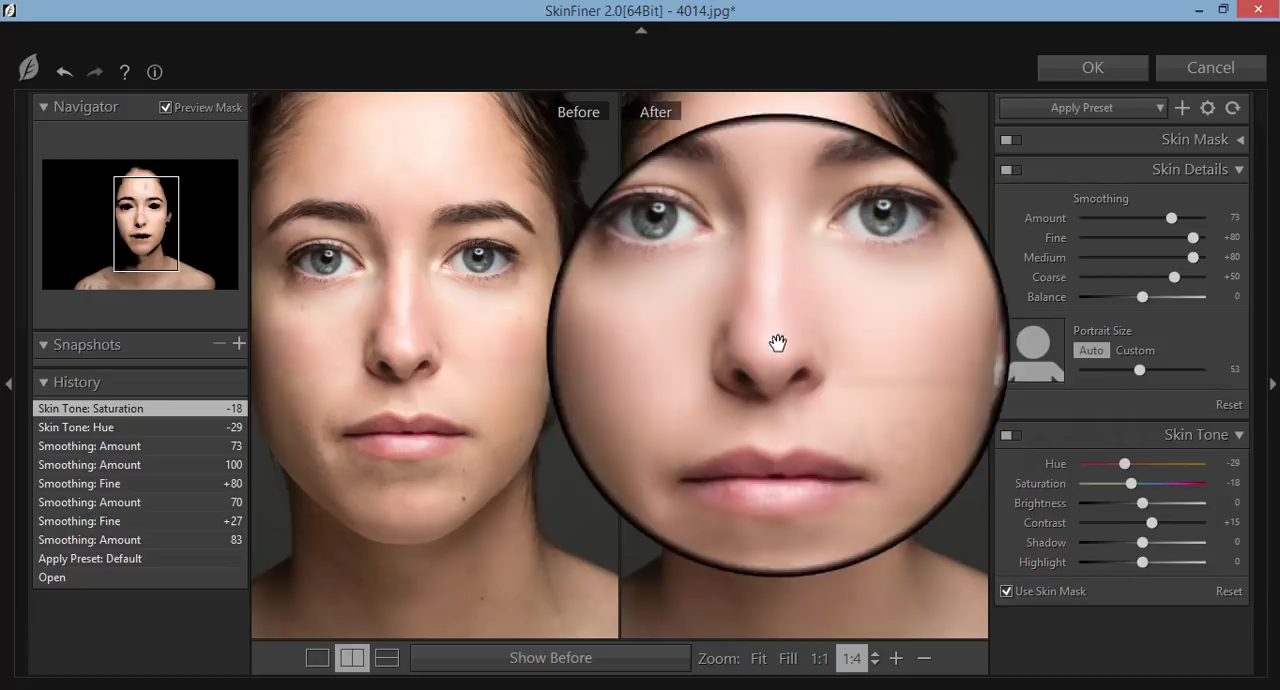 SkinFiner 2.0[64Bit] - 4014.jpg*
?
OK
Cancel
Navigator
Preview Mask
Before
After
Apply Preset
Skin Mask
Skin Details
Smoothing
Amount 73
Fine +80
Medium +80
Coarse +50
Balance 0
Portrait Size
Auto Custom
53
Reset
Snapshots
History
Skin Tone: Saturation -18
Skin Tone: Hue -29
Smoothing: Amount 73
Smoothing: Amount 100
Smoothing: Fine +80
Smoothing: Amount 70
Smoothing: Fine +27
Smoothing: Amount 83
Apply Preset: Default
Open
Skin Tone
Hue -29
Saturation -18
Brightness 0
Contrast +15
Shadow 0
Highlight 0
Use Skin Mask
Reset
Show Before
Zoom: Fit Fill 1:1 1:4